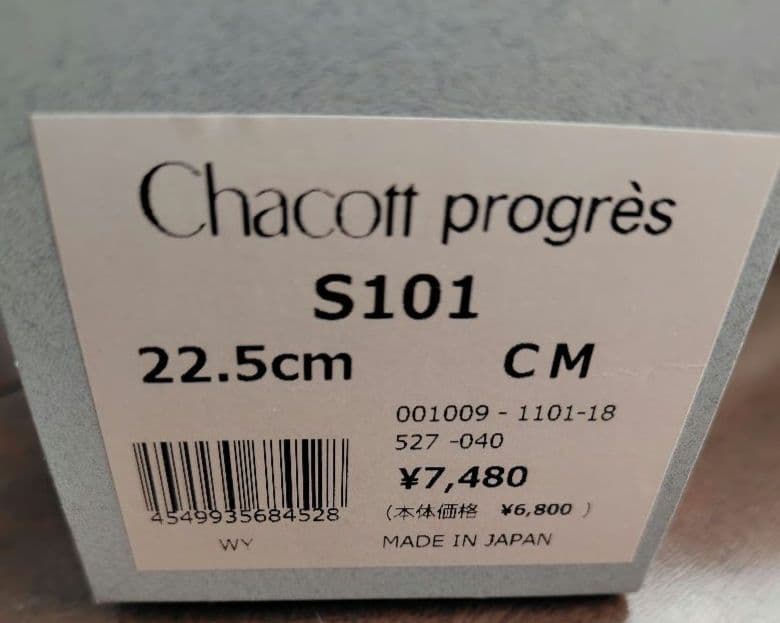 Chacott progrès
S101
22.5cm CM
001009 - 1101-18
527 -040
¥7,480
(本体価格 ¥6,800 )
4549935684528
WY
MADE IN JAPAN